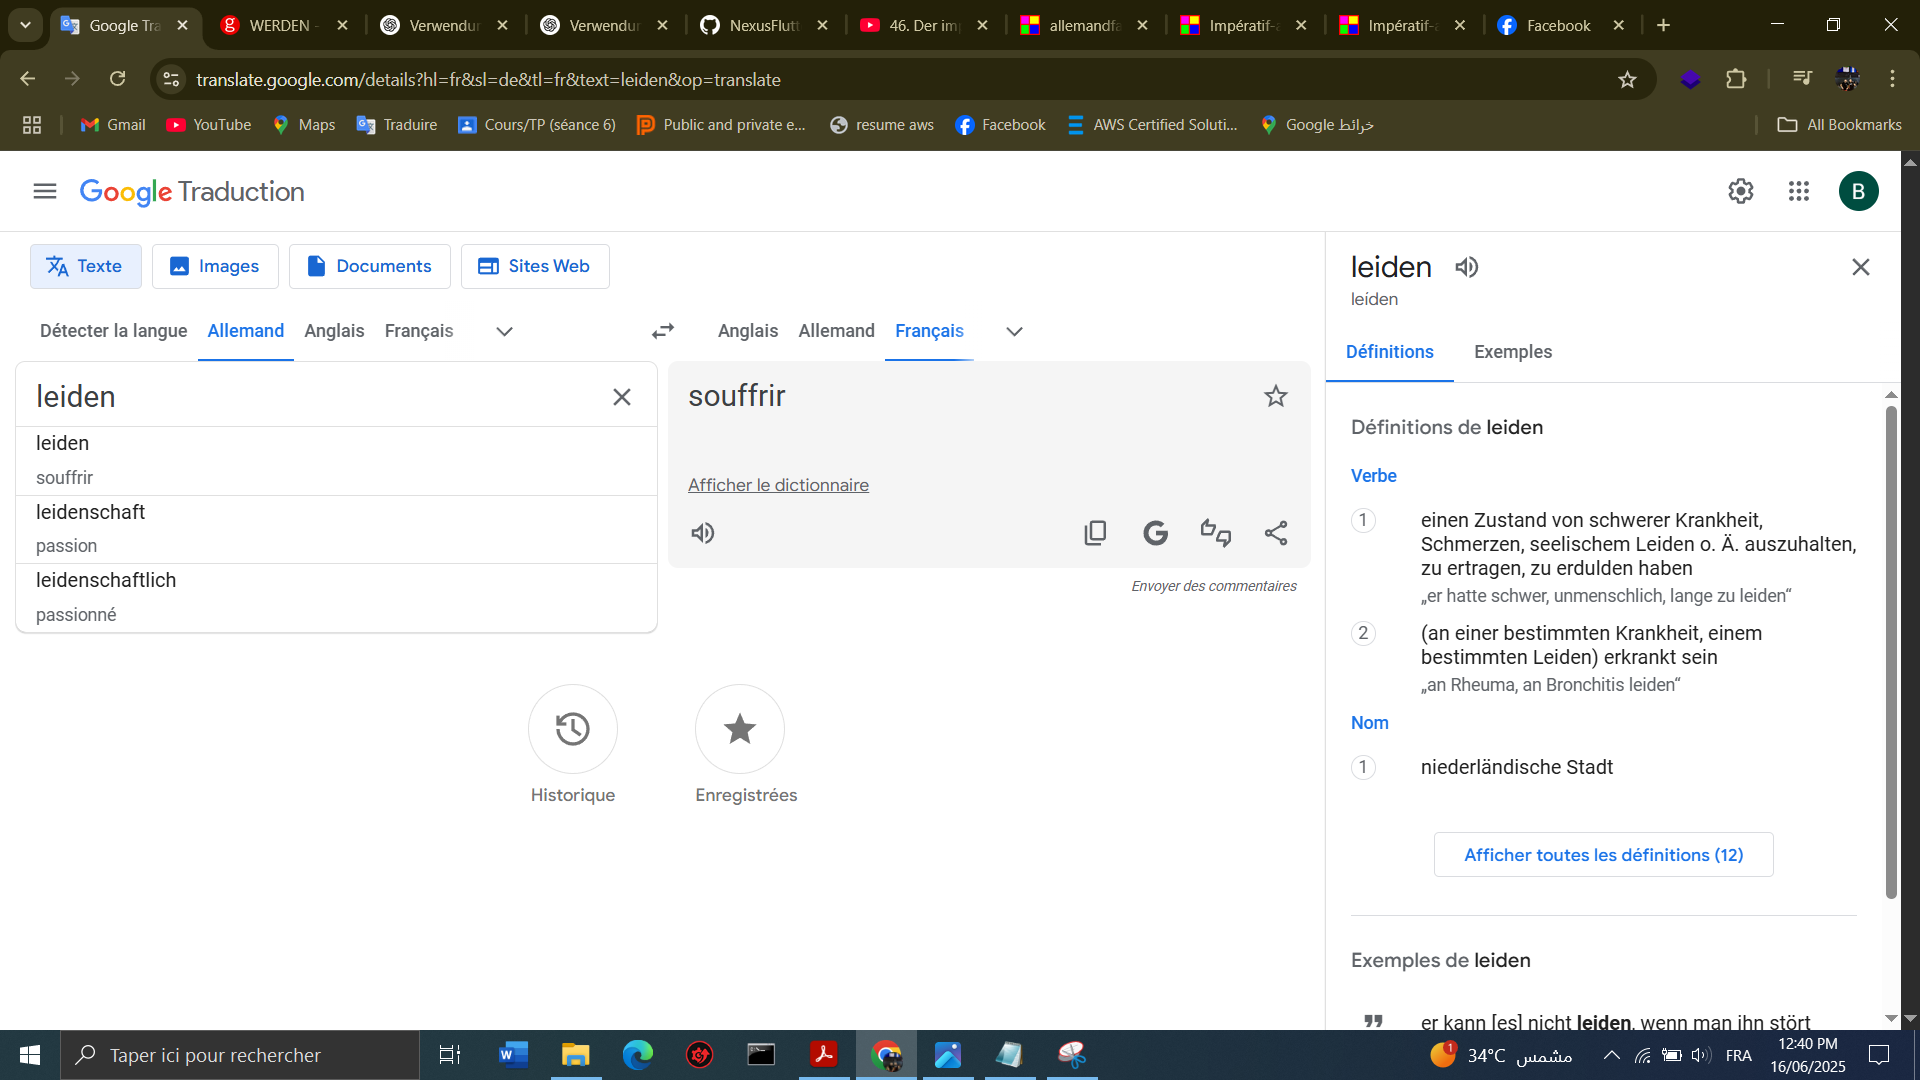 Google Tra
WERDEN -
Verwendun
Verwendun
NexusFlutt
46. Der imp
allemandfa
Impératif-a
Impératif-a
Facebook
translate.google.com/details?hl=fr&sl=de&tl=fr&text=leiden&op=translate
Gmail
YouTube
Maps
Traduire
Cours/TP (séance 6)
Public and private e...
resume aws
Facebook
AWS Certified Soluti...
خرائط Google
All Bookmarks
Google Traduction
B
Texte
Images
Documents
Sites Web
Détecter la langue
Allemand
Anglais
Français
Anglais
Allemand
Français
leiden
leiden
souffrir
leidenschaft
passion
leidenschaftlich
passionné
souffrir
Afficher le dictionnaire
Envoyer des commentaires
Historique
Enregistrées
leiden
leíden
Définitions
Exemples
Définitions de leiden
Verbe
1
einen Zustand von schwerer Krankheit,
Schmerzen, seelischem Leiden o. Ä. auszuhalten,
zu ertragen, zu erdulden haben
„er hatte schwer, unmenschlich, lange zu leiden“
2
(an einer bestimmten Krankheit, einem
bestimmten Leiden) erkrankt sein
„an Rheuma, an Bronchitis leiden“
Nom
1
niederländische Stadt
Afficher toutes les définitions (12)
Exemples de leiden
er kann [es] nicht leiden, wenn man ihn stört
Taper ici pour rechercher
1
34°C مشمس
FRA
12:40 PM
16/06/2025